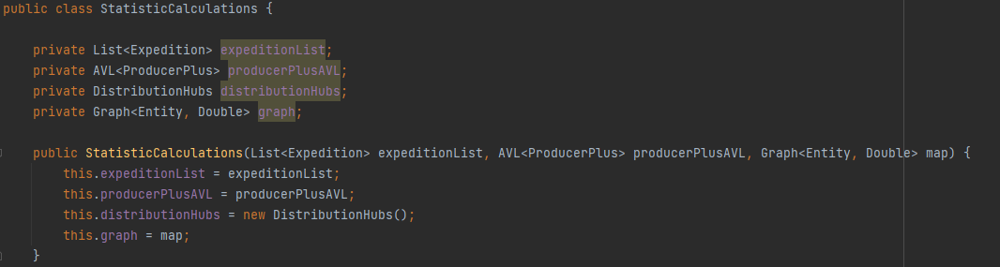 public class StatisticCalculations {
private List<Expedition> expeditionList;
private AVL<ProducerPlus> producerPlusAVL;
private DistributionHubs distributionHubs;
private Graph<Entity, Double> graph;
public StatisticCalculations(List<Expedition> expeditionList, AVL<ProducerPlus> producerPlusAVL, Graph<Entity, Double> map) {
this.expeditionList = expeditionList;
this.producerPlusAVL = producerPlusAVL;
this.distributionHubs = new DistributionHubs();
this.graph = map;
}